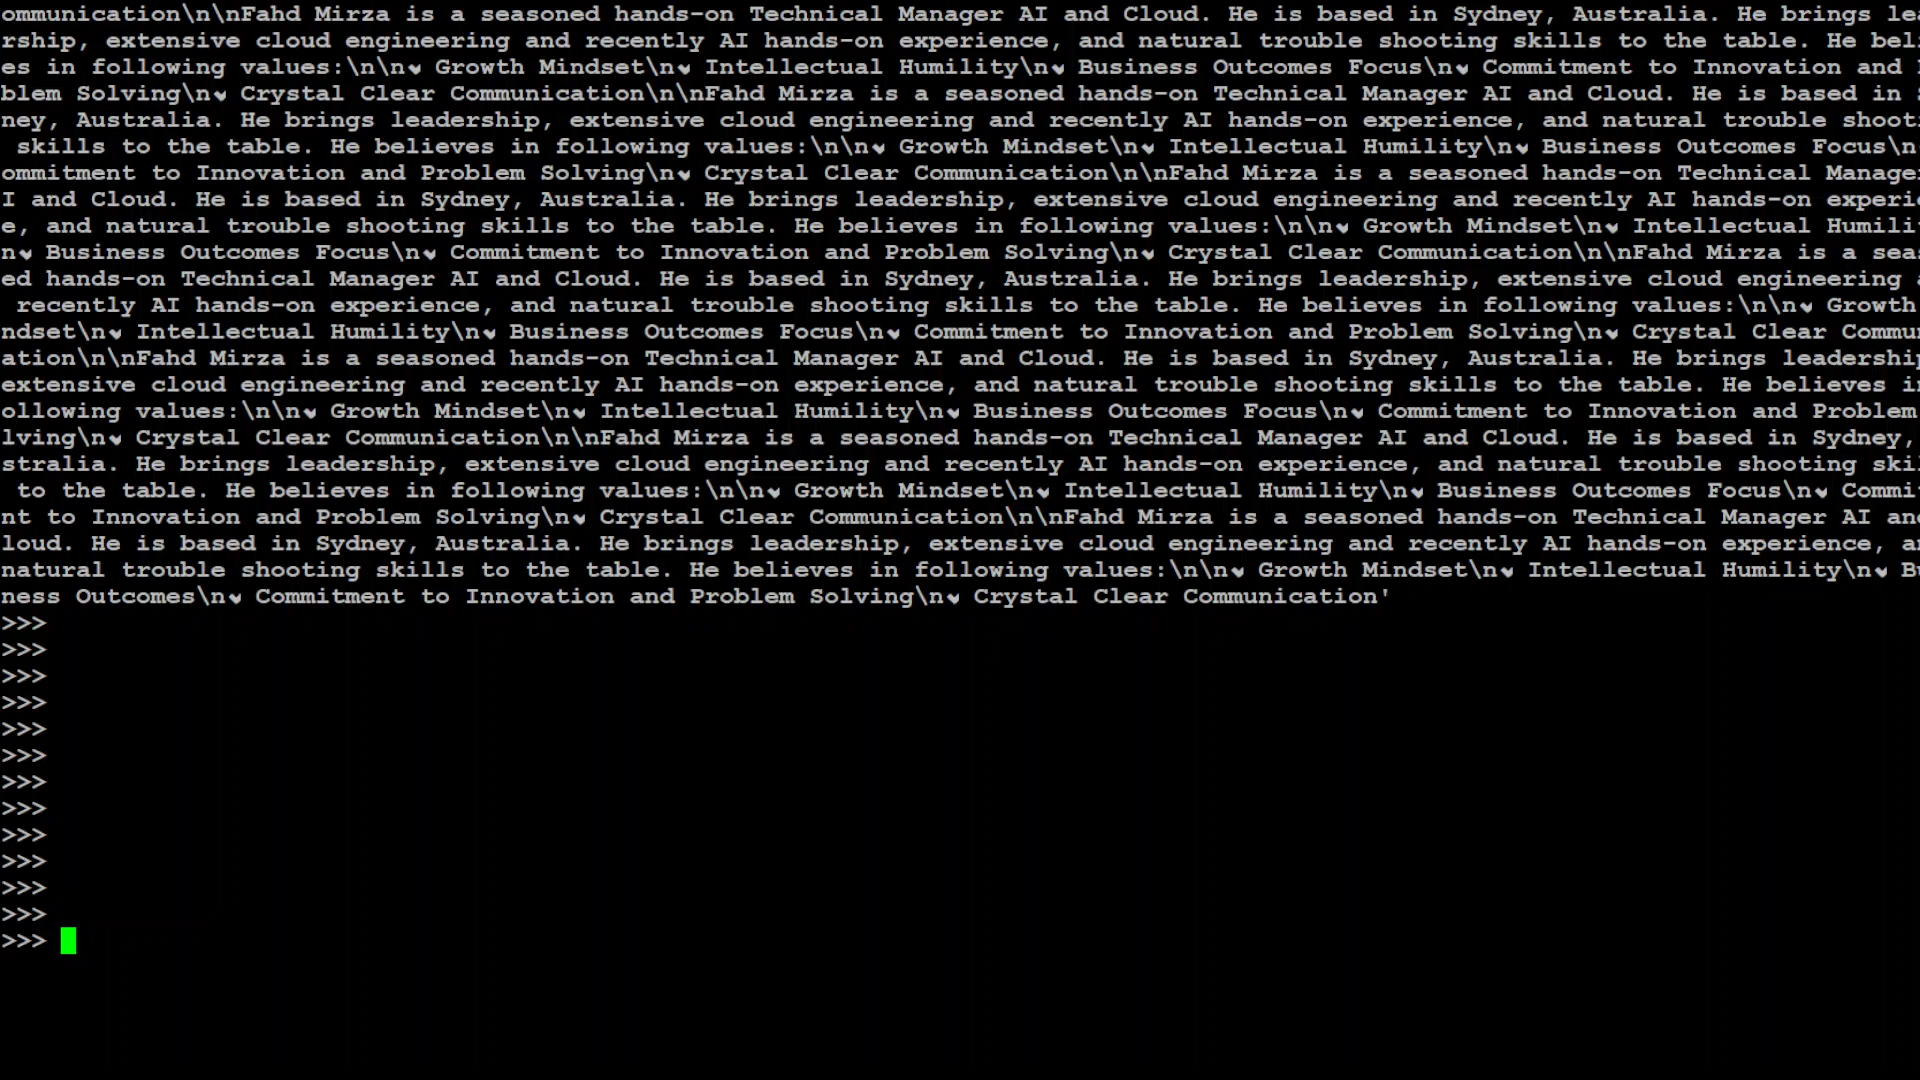 ommunication\n\nFahd Mirza is a seasoned hands-on Technical Manager AI and Cloud. He is based in Sydney, Australia. He brings lea
rship, extensive cloud engineering and recently AI hands-on experience, and natural trouble shooting skills to the table. He beli
es in following values:\n\n✔ Growth Mindset\n✔ Intellectual Humility\n✔ Business Outcomes Focus\n✔ Commitment to Innovation and
blem Solving\n✔ Crystal Clear Communication\n\nFahd Mirza is a seasoned hands-on Technical Manager AI and Cloud. He is based in
ney, Australia. He brings leadership, extensive cloud engineering and recently AI hands-on experience, and natural trouble shoot
skills to the table. He believes in following values:\n\n✔ Growth Mindset\n✔ Intellectual Humility\n✔ Business Outcomes Focus\n
ommitment to Innovation and Problem Solving\n✔ Crystal Clear Communication\n\nFahd Mirza is a seasoned hands-on Technical Manage
I and Cloud. He is based in Sydney, Australia. He brings leadership, extensive cloud engineering and recently AI hands-on experi
e, and natural trouble shooting skills to the table. He believes in following values:\n\n✔ Growth Mindset\n✔ Intellectual Humili
n✔ Business Outcomes Focus\n✔ Commitment to Innovation and Problem Solving\n✔ Crystal Clear Communication\n\nFahd Mirza is a sea
ed hands-on Technical Manager AI and Cloud. He is based in Sydney, Australia. He brings leadership, extensive cloud engineering
recently AI hands-on experience, and natural trouble shooting skills to the table. He believes in following values:\n\n✔ Growth
ndset\n✔ Intellectual Humility\n✔ Business Outcomes Focus\n✔ Commitment to Innovation and Problem Solving\n✔ Crystal Clear Commu
ation\n\nFahd Mirza is a seasoned hands-on Technical Manager AI and Cloud. He is based in Sydney, Australia. He brings leadership
extensive cloud engineering and recently AI hands-on experience, and natural trouble shooting skills to the table. He believes i
ollowing values:\n\n✔ Growth Mindset\n✔ Intellectual Humility\n✔ Business Outcomes Focus\n✔ Commitment to Innovation and Problem
lving\n✔ Crystal Clear Communication\n\nFahd Mirza is a seasoned hands-on Technical Manager AI and Cloud. He is based in Sydney,
stralia. He brings leadership, extensive cloud engineering and recently AI hands-on experience, and natural trouble shooting ski
to the table. He believes in following values:\n\n✔ Growth Mindset\n✔ Intellectual Humility\n✔ Business Outcomes Focus\n✔ Commit
nt to Innovation and Problem Solving\n✔ Crystal Clear Communication\n\nFahd Mirza is a seasoned hands-on Technical Manager AI an
loud. He is based in Sydney, Australia. He brings leadership, extensive cloud engineering and recently AI hands-on experience, a
natural trouble shooting skills to the table. He believes in following values:\n\n✔ Growth Mindset\n✔ Intellectual Humility\n✔ B
ness Outcomes\n✔ Commitment to Innovation and Problem Solving\n✔ Crystal Clear Communication'
>>>
>>>
>>>
>>>
>>>
>>>
>>>
>>>
>>>
>>>
>>>
>>>
>>>